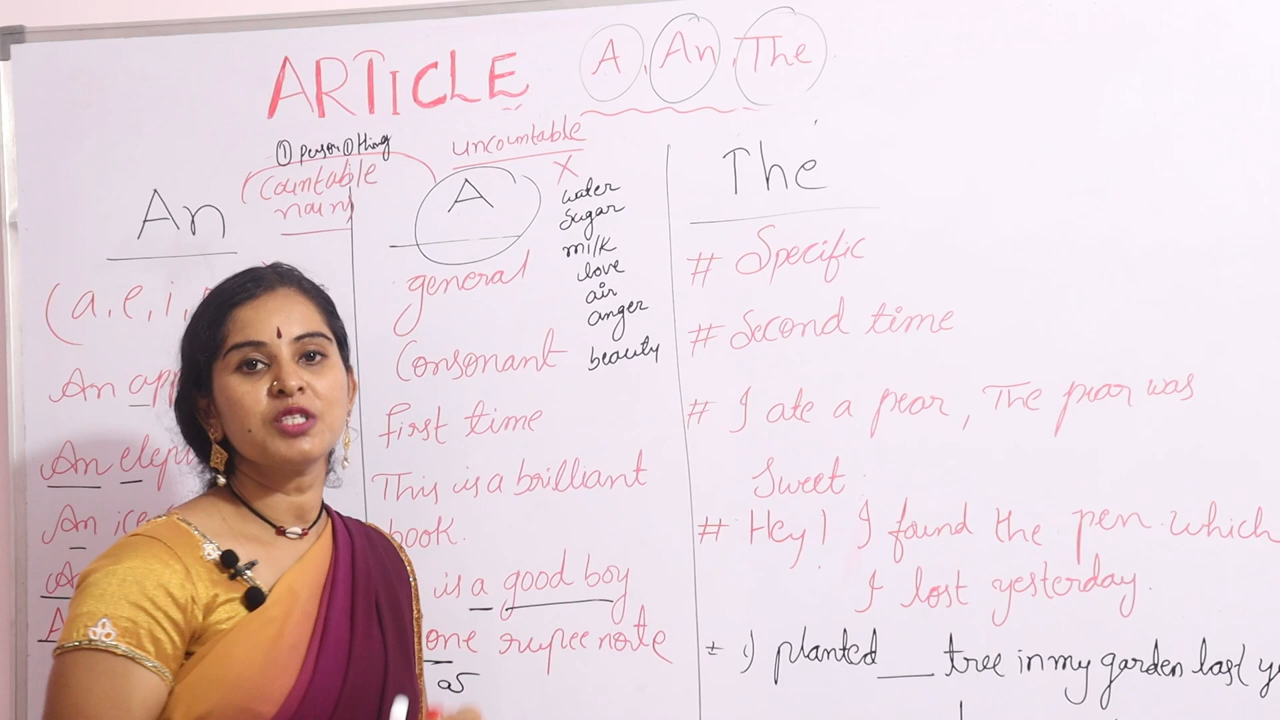 ARTICLE A, An, The
① person ① thing
Countable
noun
uncountable
X
An
(a, e, i,
An
An
An
A
water
Sugar
milk
love
air
anger
beauty
general
Consonant
first time
This is a brilliant
book.
is a good boy
one rupee note
The
# Specific
# Second time
# I ate a pear, The pear was
Sweet.
# Hey! I found the pen which
I lost yesterday.
I planted __ tree in my garden last